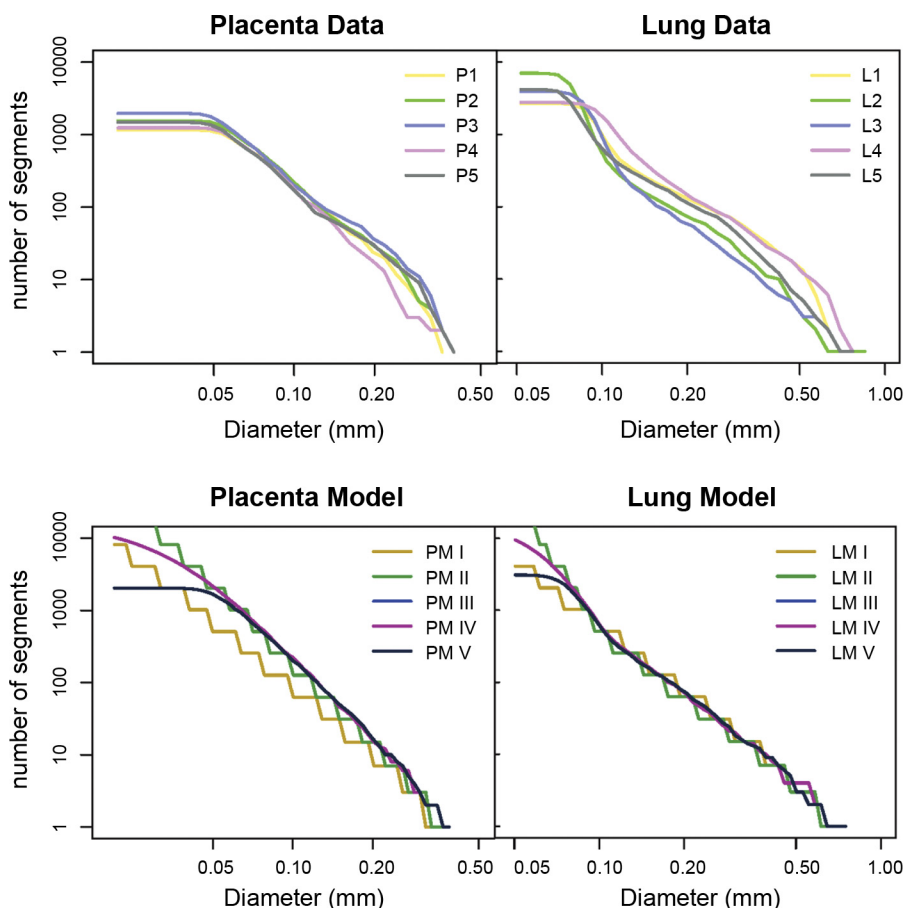 Placenta Data
Lung Data
number of segments
10000
1000
100
10
1
P1
P2
P3
P4
P5
L1
L2
L3
L4
L5
0.05
0.10
0.20
0.50
0.05
0.10
0.20
0.50
1.00
Diameter (mm)
Diameter (mm)
Placenta Model
Lung Model
number of segments
10000
10000
100
10
1
PM I
PM II
PM III
PM IV
PM V
LM I
LM II
LM III
LM IV
LM V
0.05
0.10
0.20
0.50
0.05
0.10
0.20
0.50
1.00
Diameter (mm)
Diameter (mm)